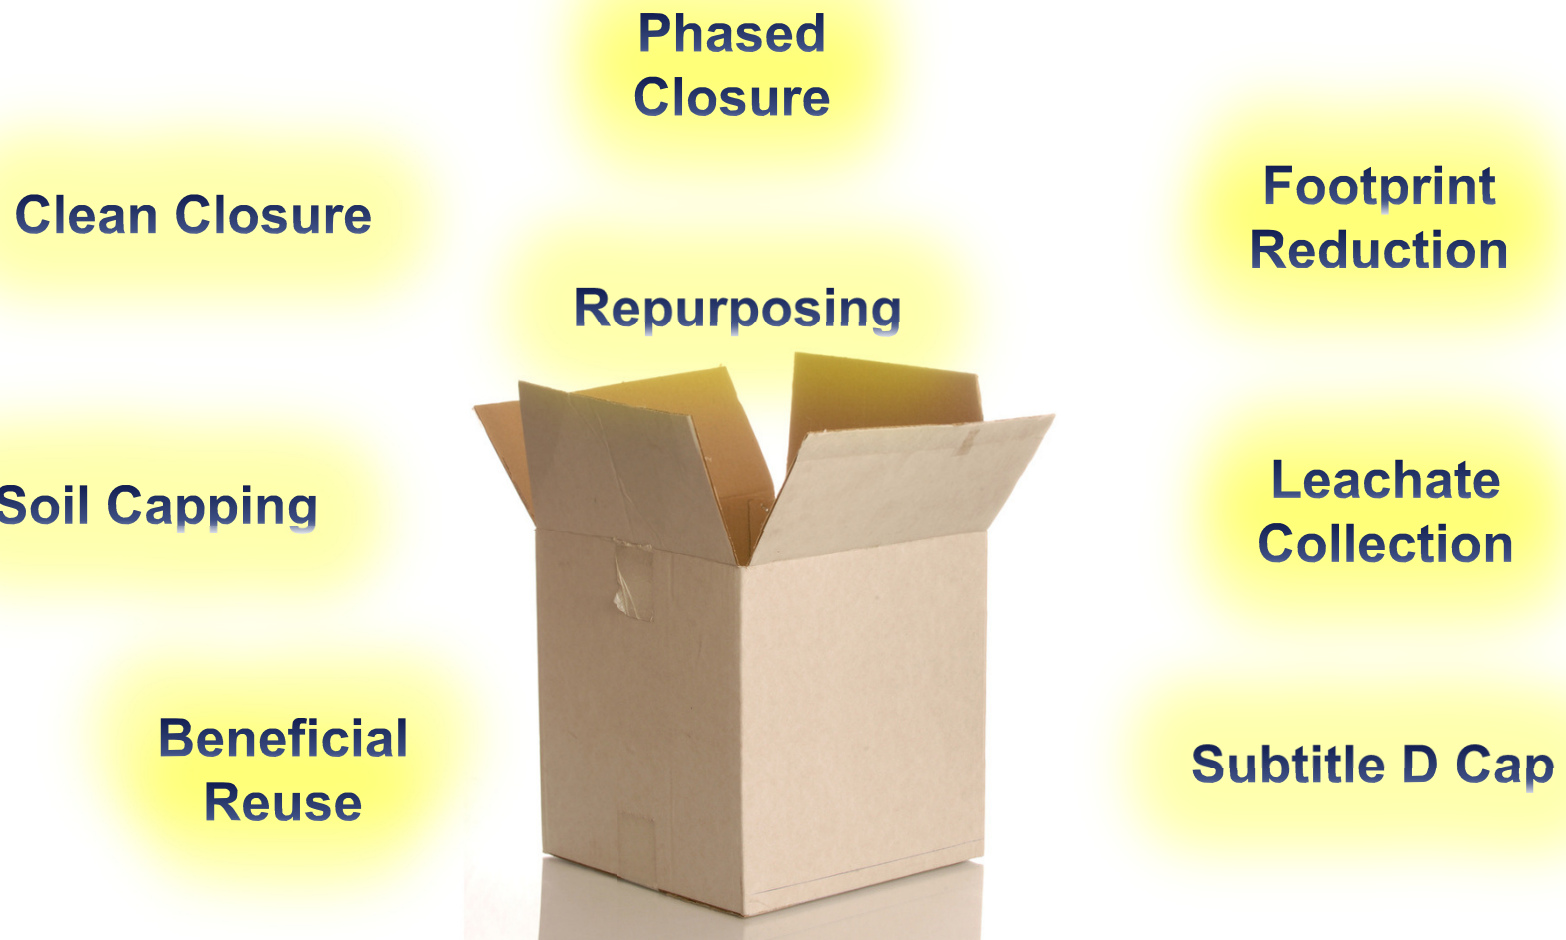 Phased
Closure
Clean Closure
Footprint
Reduction
Repurposing
Soil Capping
Leachate
Collection
Beneficial
Reuse
Subtitle D Cap